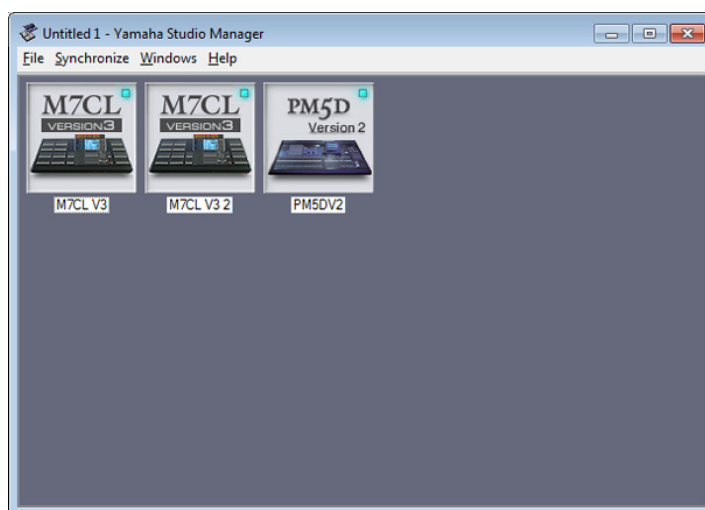 Untitled 1 - Yamaha Studio Manager
File Synchronize Windows Help
M7CL
VERSION3
M7CL
VERSION3
PM5D
Version 2
M7CL V3
M7CL V3 2
PM5DV2